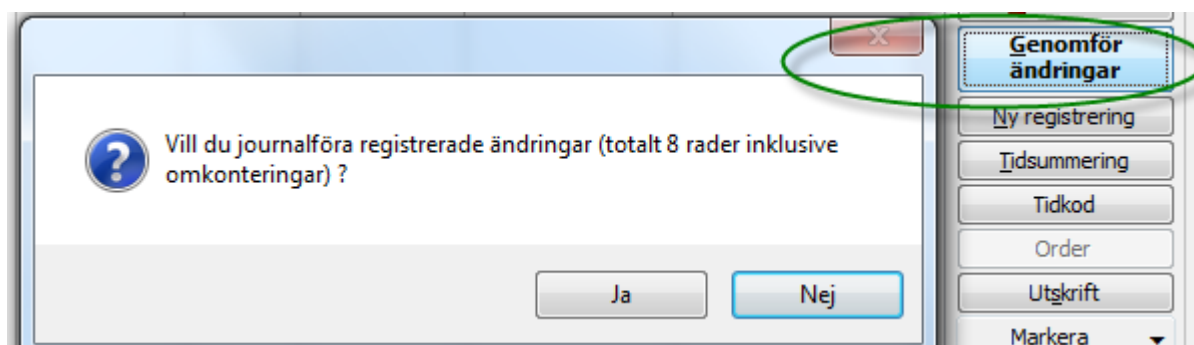 Genomför
ändringar
Vill du journalföra registrerade ändringar (totalt 8 rader inklusive
omkonteringar) ?
Ja
Nej
Ny registrering
Tidsummering
Tidkod
Order
Utskrift
Markera